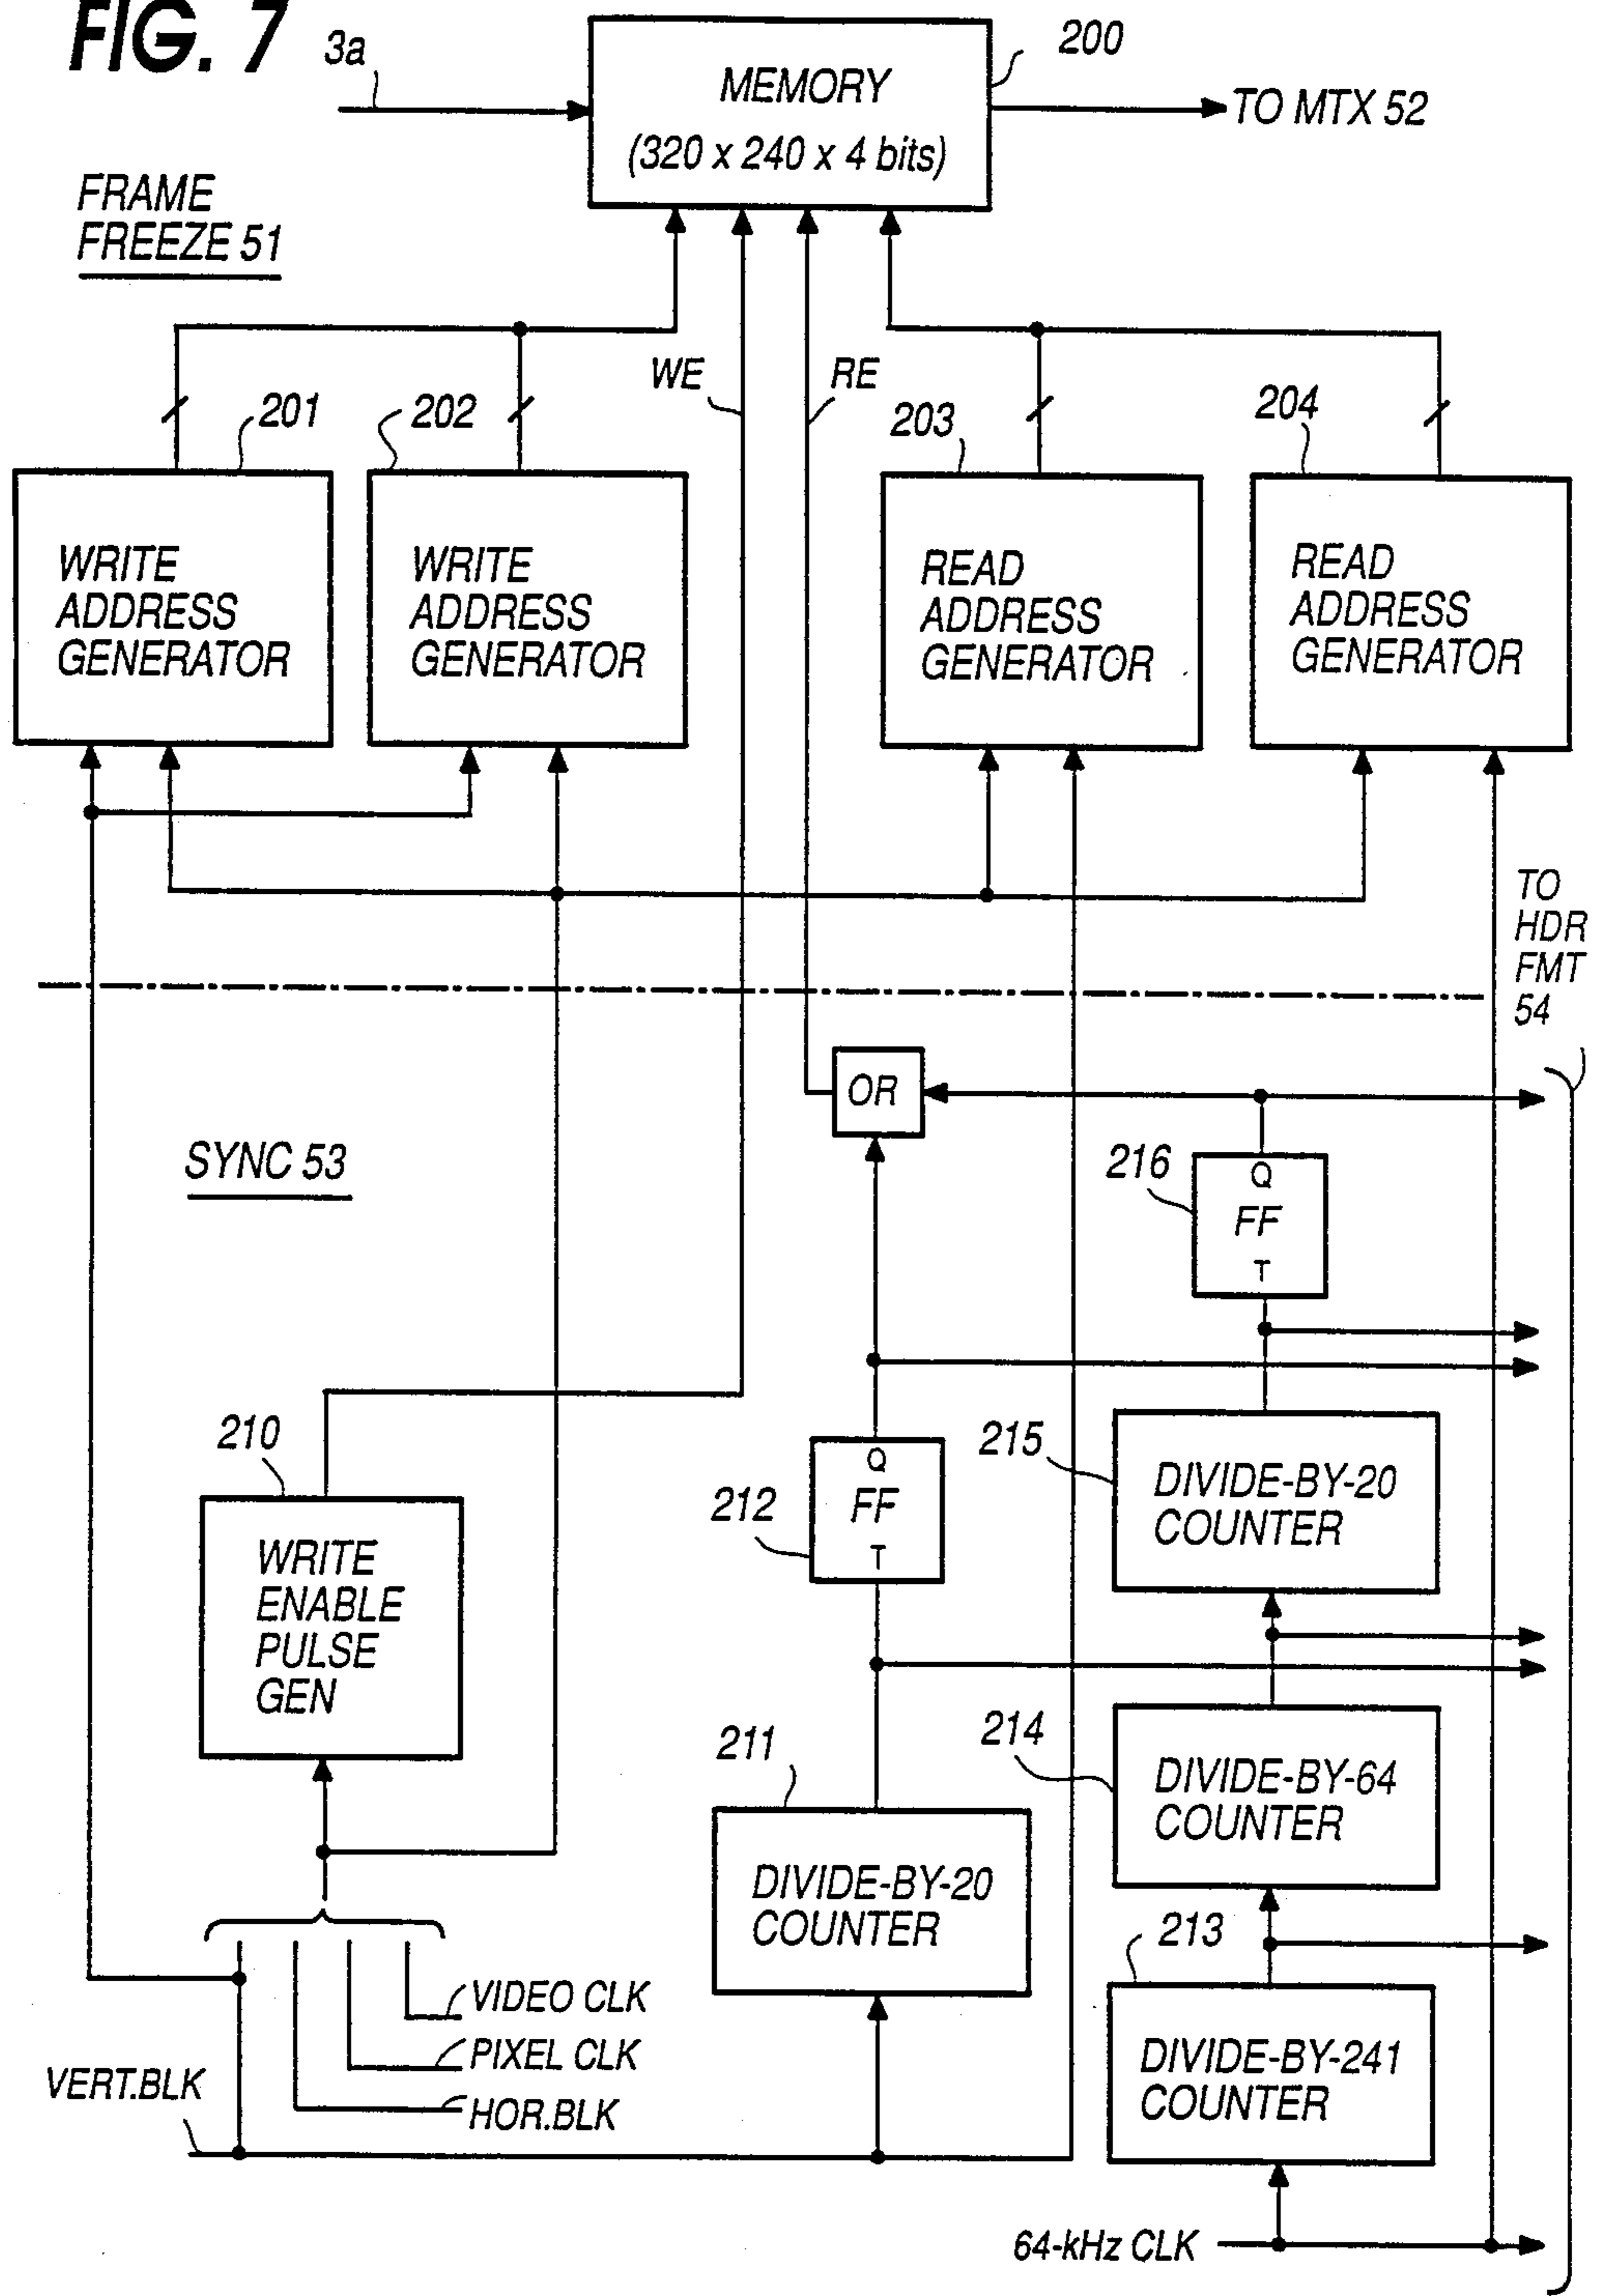 FIG. 7
3a
200
MEMORY
(320 x 240 x 4 bits)
TO MTX 52
FRAME
FREEZE 51
WE
RE
201
202
203
204
WRITE
ADDRESS
GENERATOR
WRITE
ADDRESS
GENERATOR
READ
ADDRESS
GENERATOR
READ
ADDRESS
GENERATOR
TO
HDR
FMT
54
OR
SYNC 53
216
Q
FF
T
210
WRITE
ENABLE
PULSE
GEN
212
Q
FF
T
215
DIVIDE-BY-20
COUNTER
211
DIVIDE-BY-20
COUNTER
214
DIVIDE-BY-64
COUNTER
213
DIVIDE-BY-241
COUNTER
VIDEO CLK
PIXEL CLK
HOR.BLK
VERT.BLK
64-kHz CLK